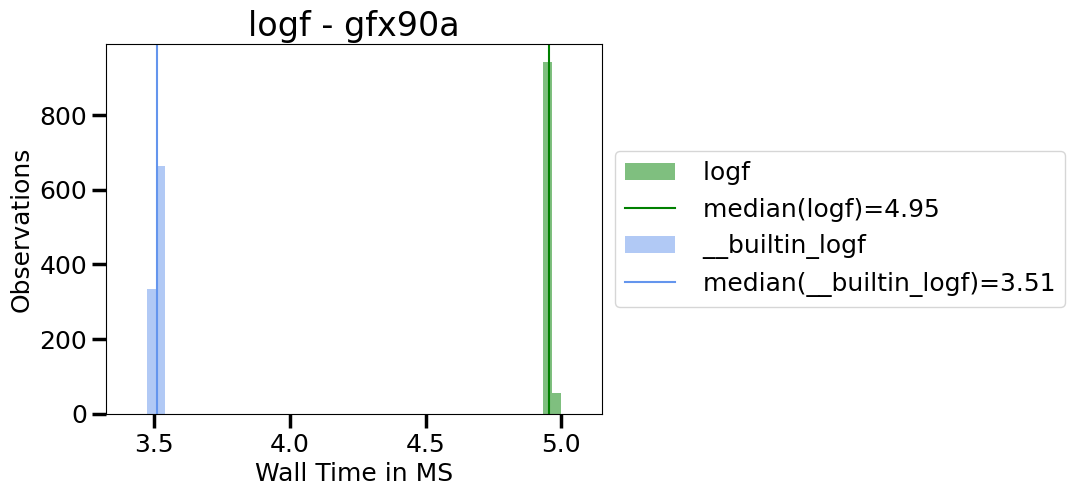 logf - gfx90a
Observations
800
600
400
200
0
3.5 4.0 4.5 5.0
Wall Time in MS
logf
median(logf)=4.95
__builtin_logf
median(__builtin_logf)=3.51